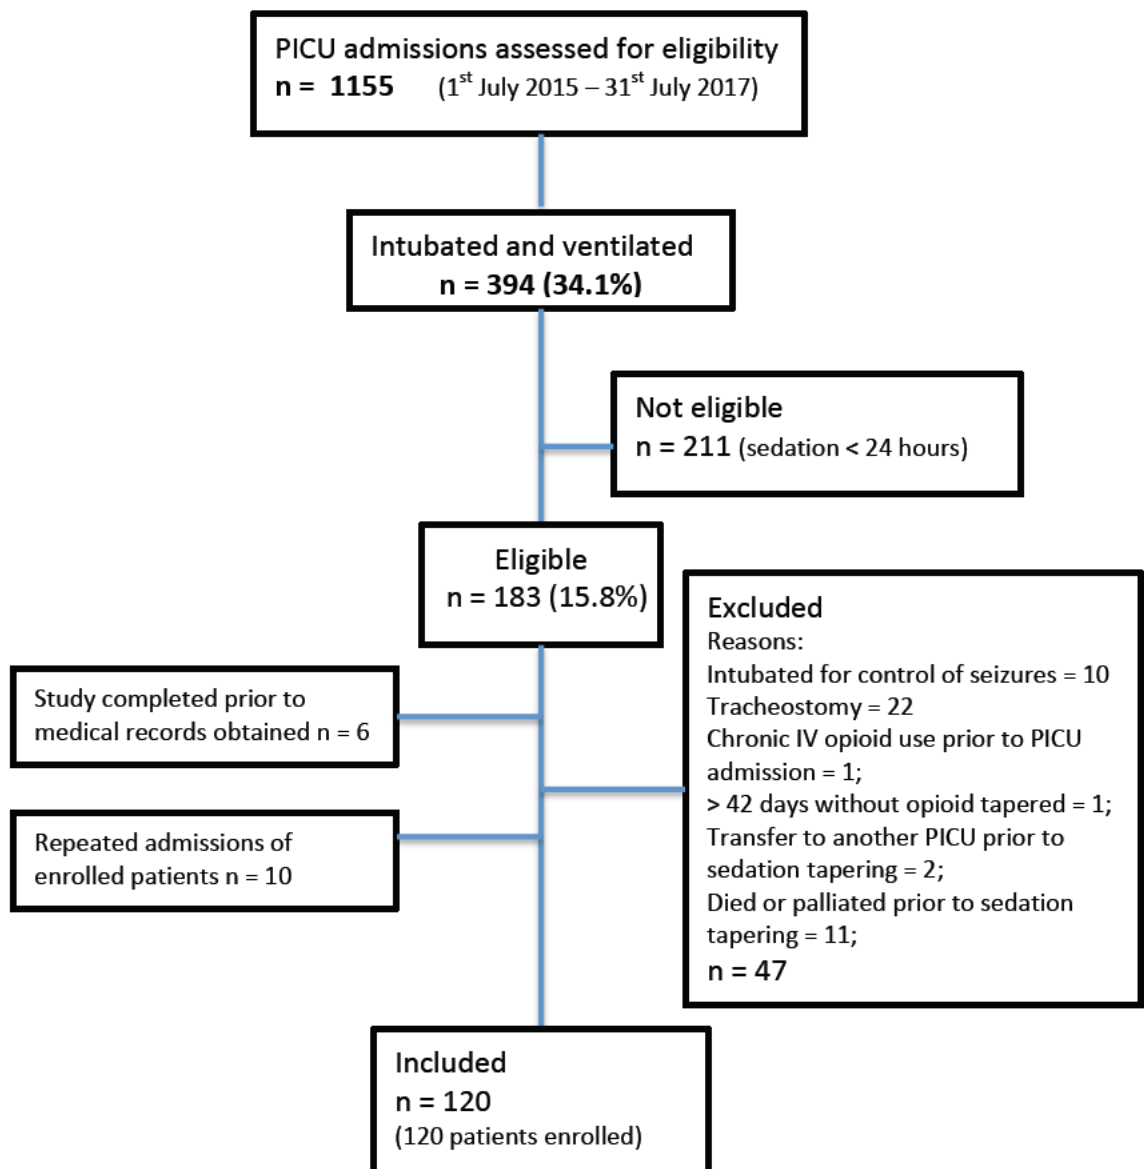 PICU admissions assessed for eligibility
n = 1155 (1st July 2015 – 31st July 2017)
Intubated and ventilated
n = 394 (34.1%)
Not eligible
n = 211 (sedation < 24 hours)
Eligible
n = 183 (15.8%)
Excluded
Reasons:
Intubated for control of seizures = 10
Tracheostomy = 22
Chronic IV opioid use prior to PICU
admission = 1;
> 42 days without opioid tapered = 1;
Transfer to another PICU prior to
sedation tapering = 2;
Died or palliated prior to sedation
tapering = 11;
n = 47
Study completed prior to
medical records obtained n = 6
Repeated admissions of
enrolled patients n = 10
Included
n = 120
(120 patients enrolled)